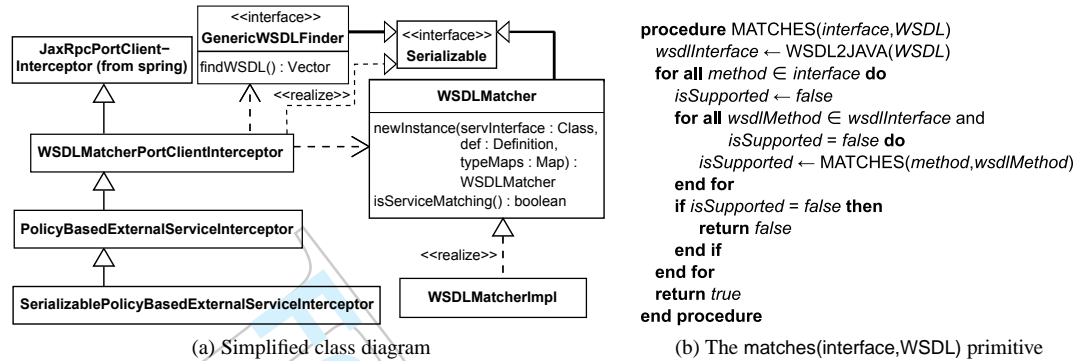 <<interface>>
GenericWSDLFinder
findWSDL() : Vector
<<interface>>
Serializable
JaxRpcPortClient–
Interceptor (from spring)
<<realize>>
WSDLMatcher
newInstance(servInterface : Class,
def : Definition,
typeMaps : Map) :
WSDLMatcher
isServiceMatching() : boolean
WSDLMatcherPortClientInterceptor
PolicyBasedExternalServiceInterceptor
<<realize>>
SerializablePolicyBasedExternalServiceInterceptor
WSDLMatcherImpl
(a) Simplified class diagram
procedure MATCHES(interface,WSDL)
wsdlInterface ← WSDL2JAVA(WSDL)
for all method ∈ interface do
isSupported ← false
for all wsdlMethod ∈ wsdlInterface and
isSupported = false do
isSupported ← MATCHES(method,wsdlMethod)
end for
if isSupported = false then
return false
end if
end for
return true
end procedure
(b) The matches(interface,WSDL) primitive